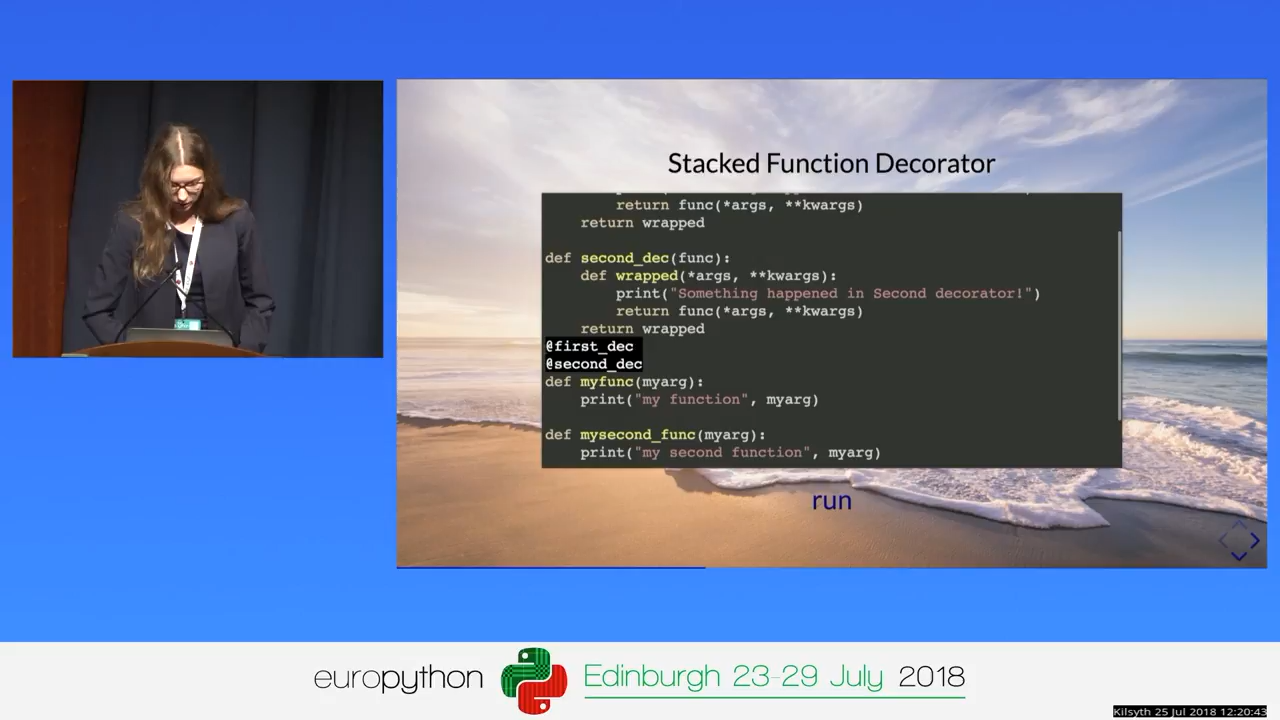 Stacked Function Decorator
return func(*args, **kwargs)
return wrapped
def second_dec(func):
def wrapped(*args, **kwargs):
print("Something happened in Second decorator!")
return func(*args, **kwargs)
return wrapped
@first_dec
@second_dec
def myfunc(myarg):
print("my function", myarg)
def mysecond_func(myarg):
print("my second function", myarg)
run
europython
Edinburgh 23-29 July 2018
Kilsyth 25 Jul 2018 12:20:43